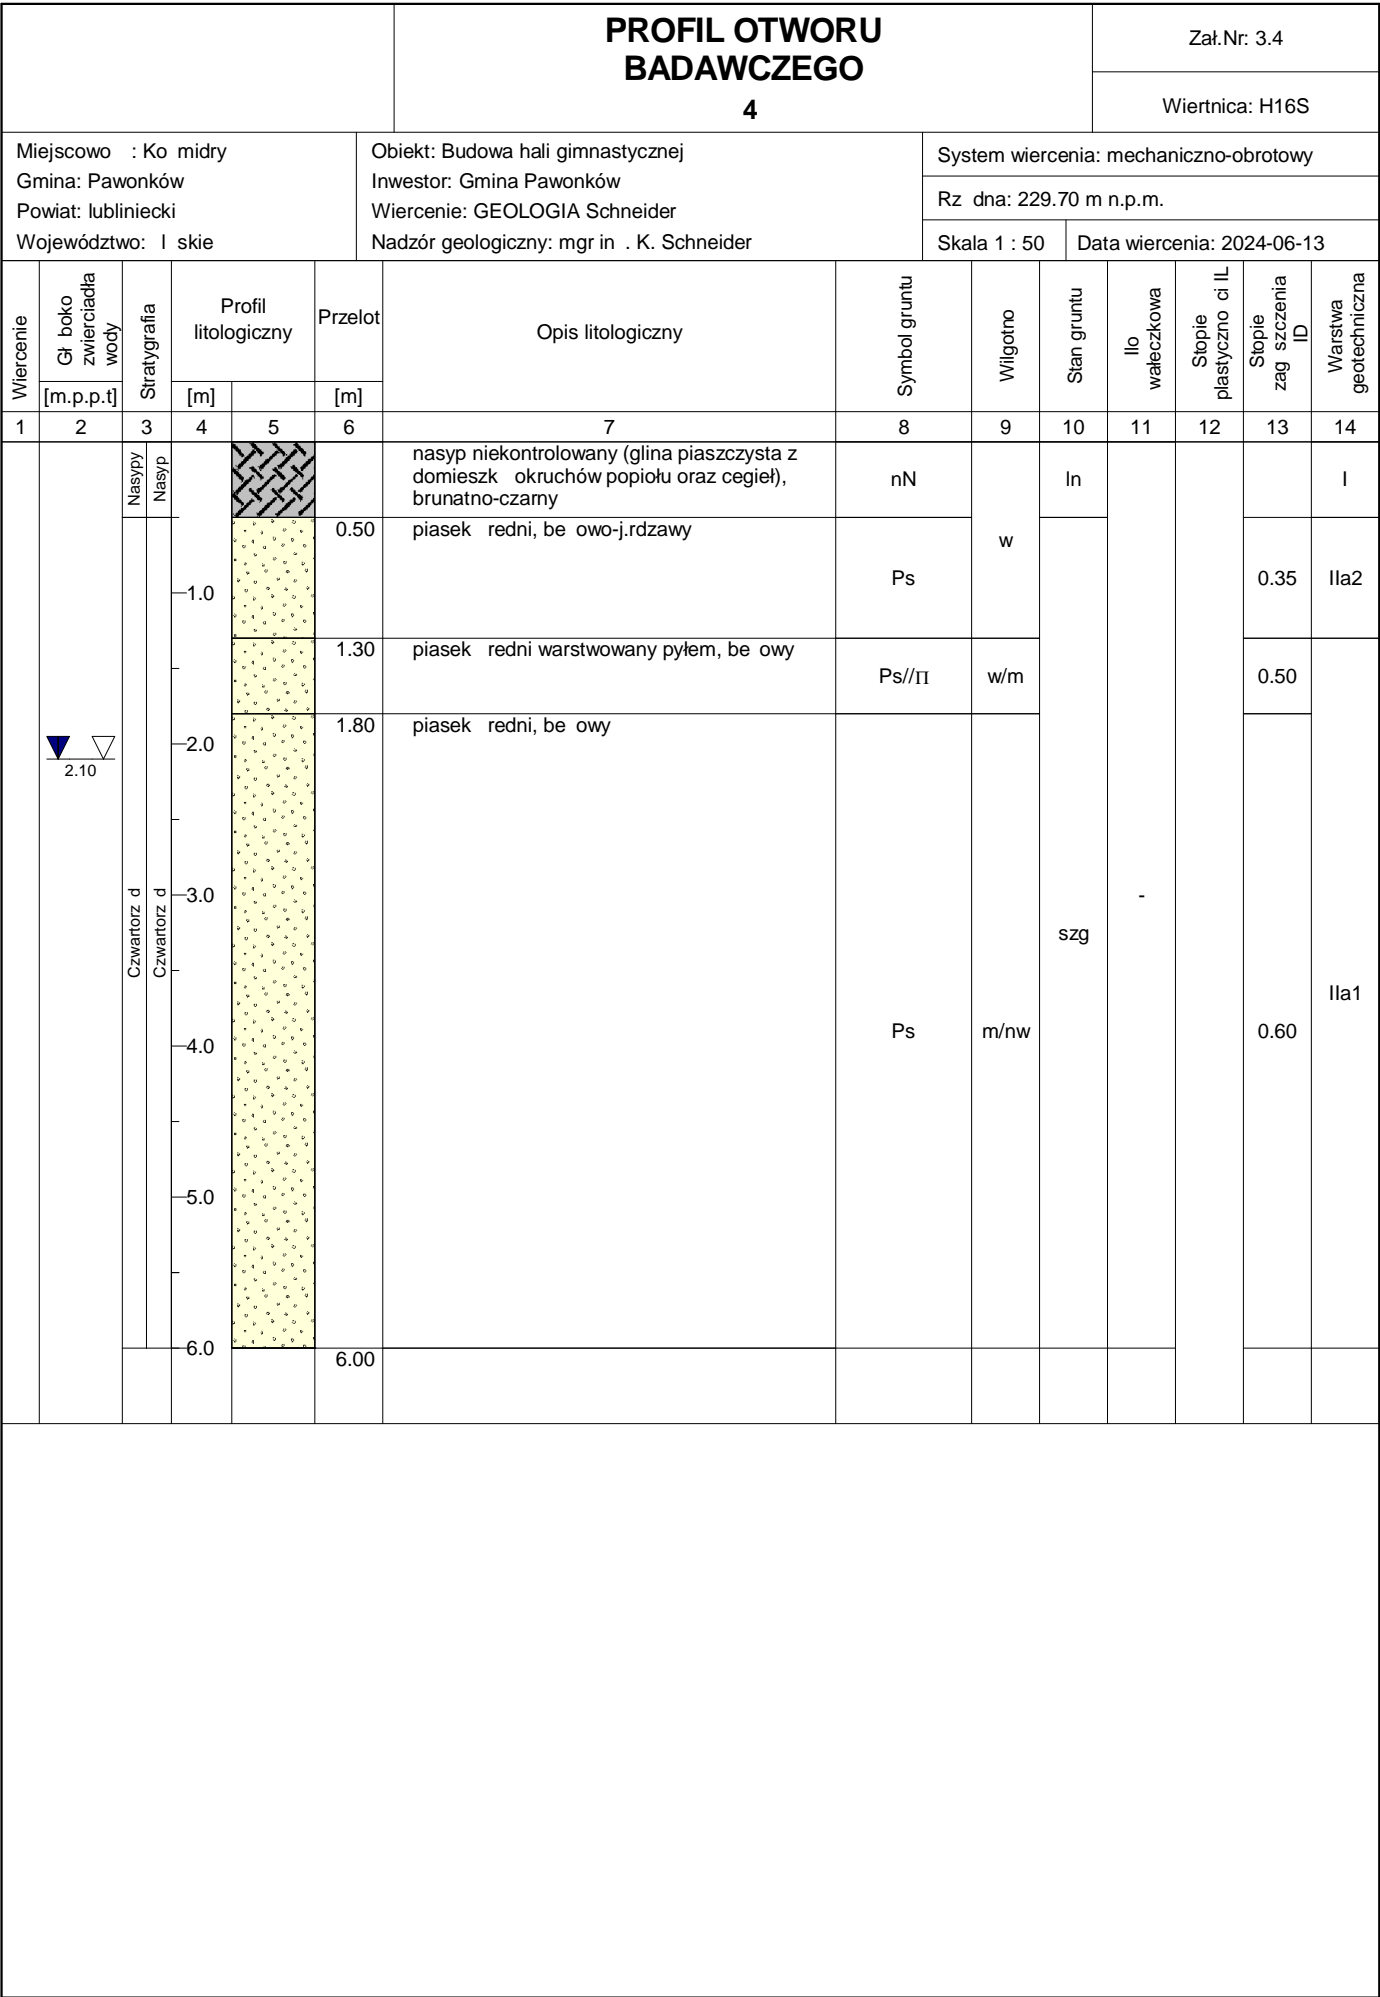 PROFIL OTWORU
BADAWCZEGO
4
Zał.Nr: 3.4
Wiertnica: H16S
Miejscowo : Ko midry
Gmina: Pawonków
Powiat: lubliniecki
Województwo: l skie
Obiekt: Budowa hali gimnastycznej
Inwestor: Gmina Pawonków
Wiercenie: GEOLOGIA Schneider
Nadzór geologiczny: mgr in . K. Schneider
System wiercenia: mechaniczno-obrotowy
Rz dna: 229.70 m n.p.m.
Skala 1 : 50 Data wiercenia: 2024-06-13
Wiercenie
Gł boko
zwierciadła
wody
[m.p.p.t]
Stratygrafia
Profil
litologiczny
[m]
Przelot
[m]
Opis litologiczny
Symbol gruntu
Wilgotno
Stan gruntu
Ilo
wałeczkowa
Stopie
plastyczno ci IL
Stopie
zag szczenia
ID
Warstwa
geotechniczna
1 2 3 4 5 6 7 8 9 10 11 12 13 14
Nasypy
Nasyp
nasyp niekontrolowany (glina piaszczysta z
domieszk okruchów popiołu oraz cegieł),
brunatno-czarny
nN
ln
I
0.50
piasek redni, be owo-j.rdzawy
w
1.0
Ps
0.35
IIa2
1.30
piasek redni warstwowany pyłem, be owy
Ps//Π
w/m
0.50
1.80
piasek redni, be owy
2.0
2.10
3.0
Czwartorz d
Czwartorz d
-
szg
IIa1
4.0
Ps
m/nw
0.60
5.0
6.0
6.00